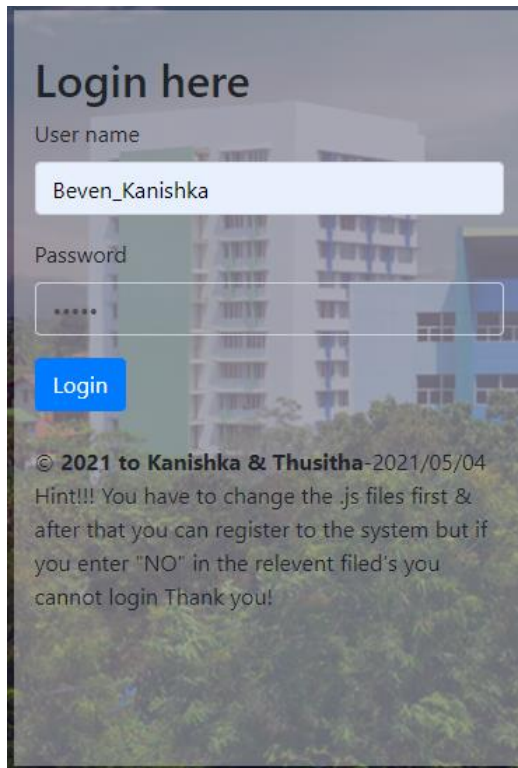 Login here
User name
Beven_Kanishka
Password
•••••
Login
© 2021 to Kanishka & Thusitha-2021/05/04
Hint!!! You have to change the .js files first &
after that you can register to the system but if
you enter "NO" in the relevent filed's you
cannot login Thank you!